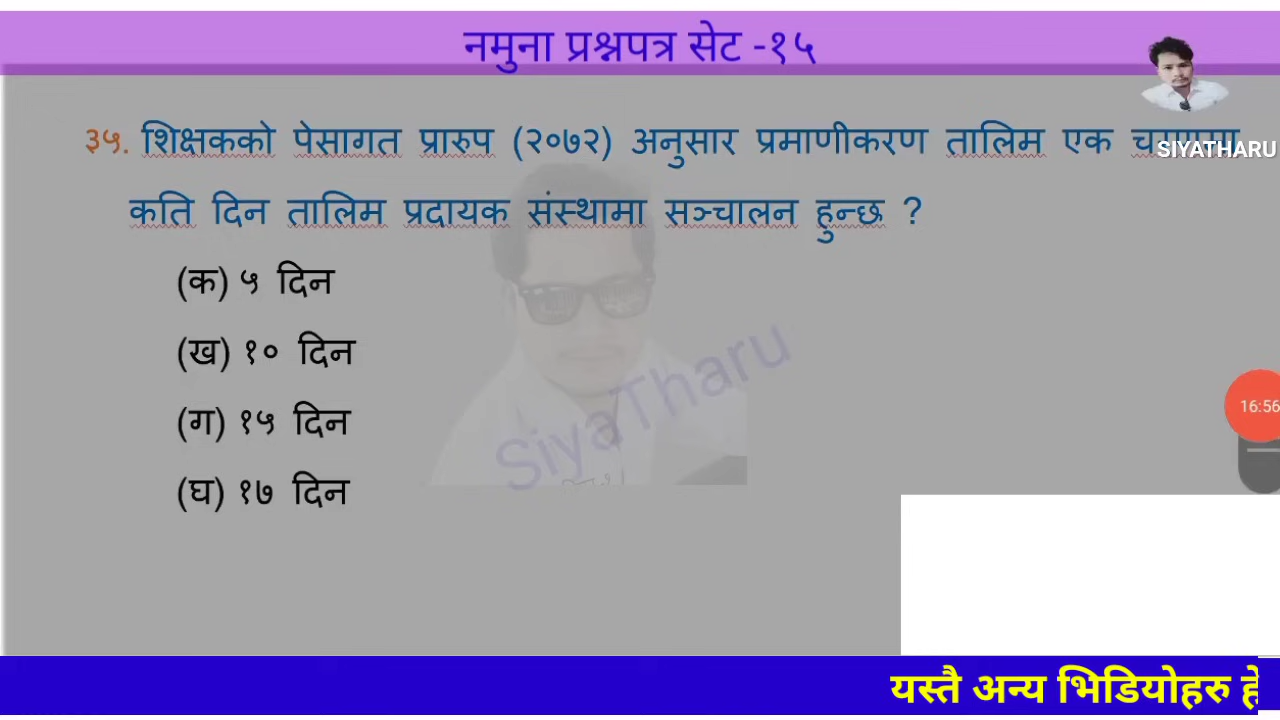 नमुना प्रश्नपत्र सेट -१५
SIYATHARU
३५. शिक्षकको पेसागत प्रारुप (२०७२) अनुसार प्रमाणीकरण तालिम एक
कति दिन तालिम प्रदायक संस्थामा सञ्चालन हुन्छ ?
(क) ५ दिन
(ख) १० दिन
(ग) १५ दिन
(घ) १७ दिन
SiyaTharu
16:56
यस्तै अन्य भिडियोहरु हे